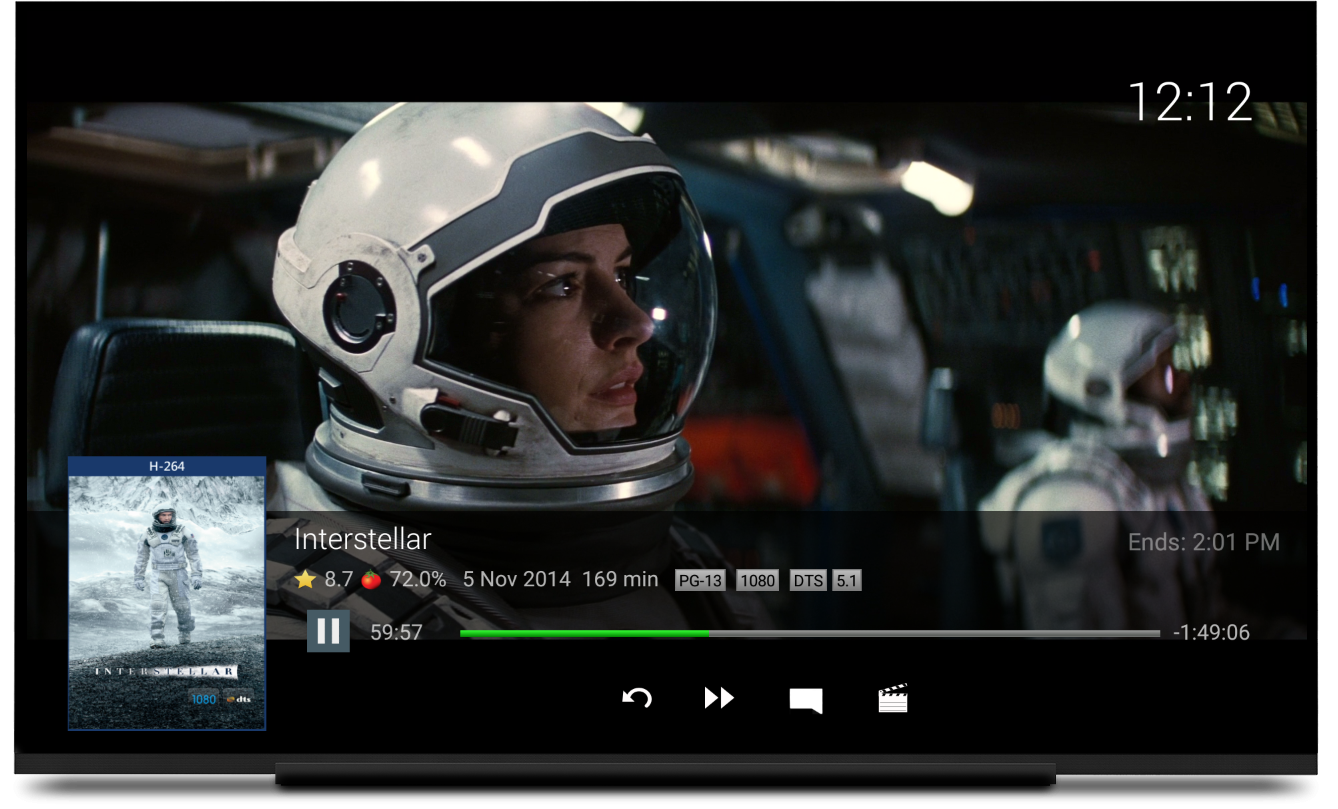 12:12
H-264
Interstellar
Ends: 2:01 PM
8.7 72.0% 5 Nov 2014 169 min PG-13 1080 DTS 5.1
59:57 -1:49:06
INTERSTELLAR
1080 dts